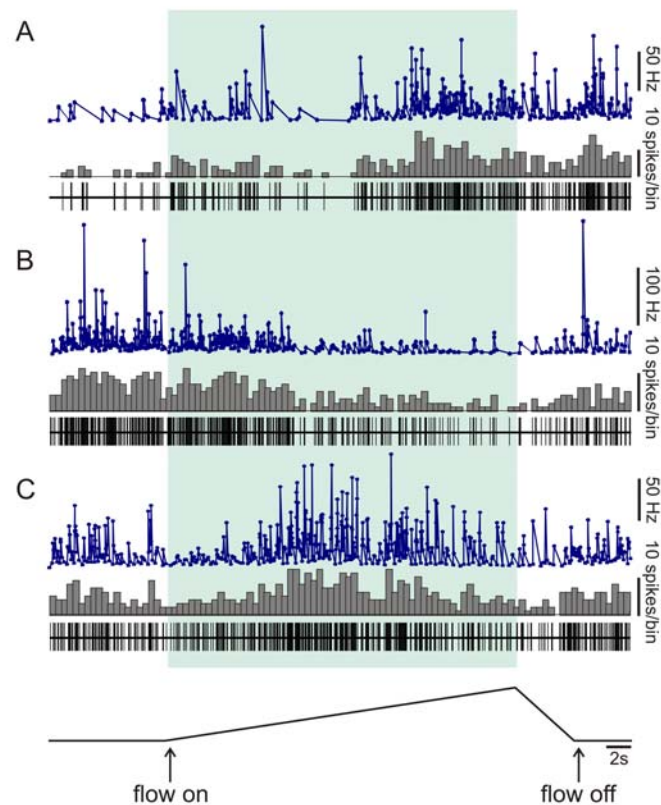 A
50 Hz
10 spikes/bin
B
100 Hz
10 spikes/bin
C
50 Hz
10 spikes/bin
2s
flow on
flow off